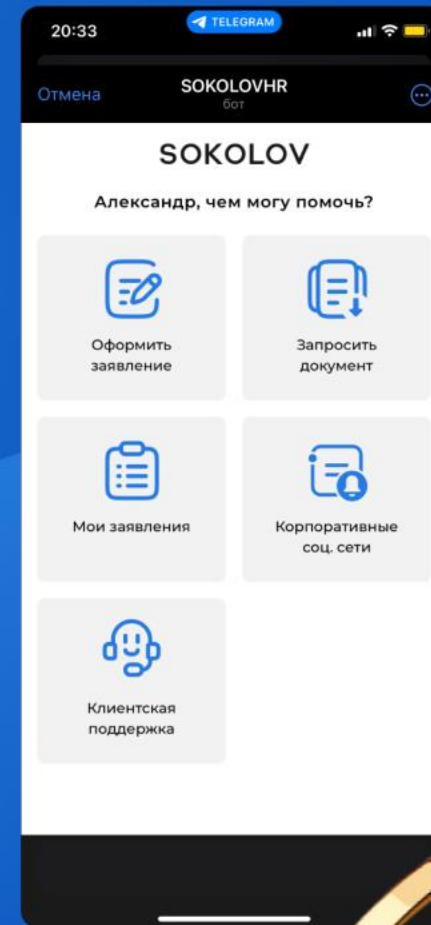 20:33
TELEGRAM
Отмена
SOKOLOVHR
бот
SOKOLOV
Александр, чем могу помочь?
Оформить
заявление
Запросить
документ
Мои заявления
Корпоративные
соц. сети
Клиентская
поддержка